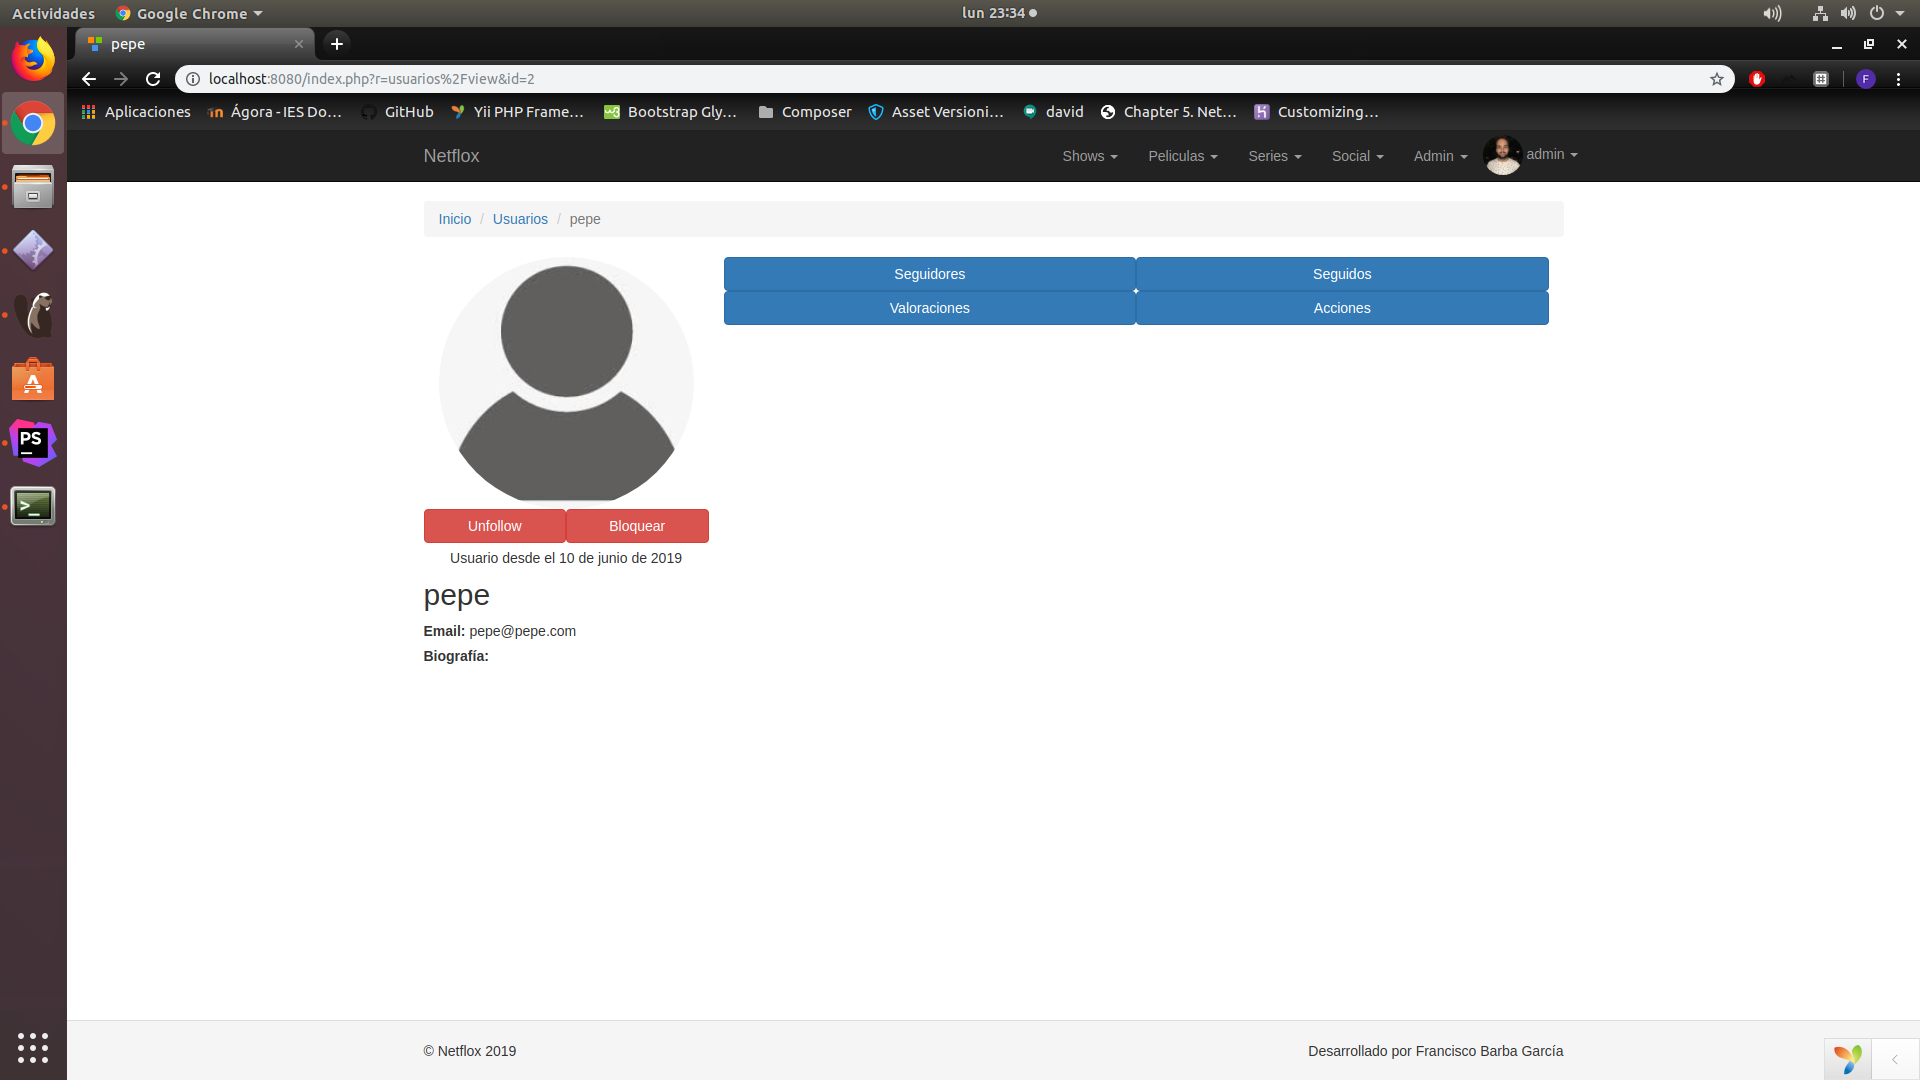 Actividades Google Chrome lun 23:34
pepe
localhost:8080/index.php?r=usuarios%2Fview&id=2
F
Aplicaciones Ágora - IES Do... GitHub Yii PHP Frame... Bootstrap Gly... Composer Asset Versioni... david Chapter 5. Net... Customizing...
Netflox Shows Peliculas Series Social Admin admin
Inicio / Usuarios / pepe
Seguidores Seguidos
Valoraciones Acciones
PS
Unfollow Bloquear
Usuario desde el 10 de junio de 2019
pepe
Email: pepe@pepe.com
Biografía:
© Netflox 2019 Desarrollado por Francisco Barba García